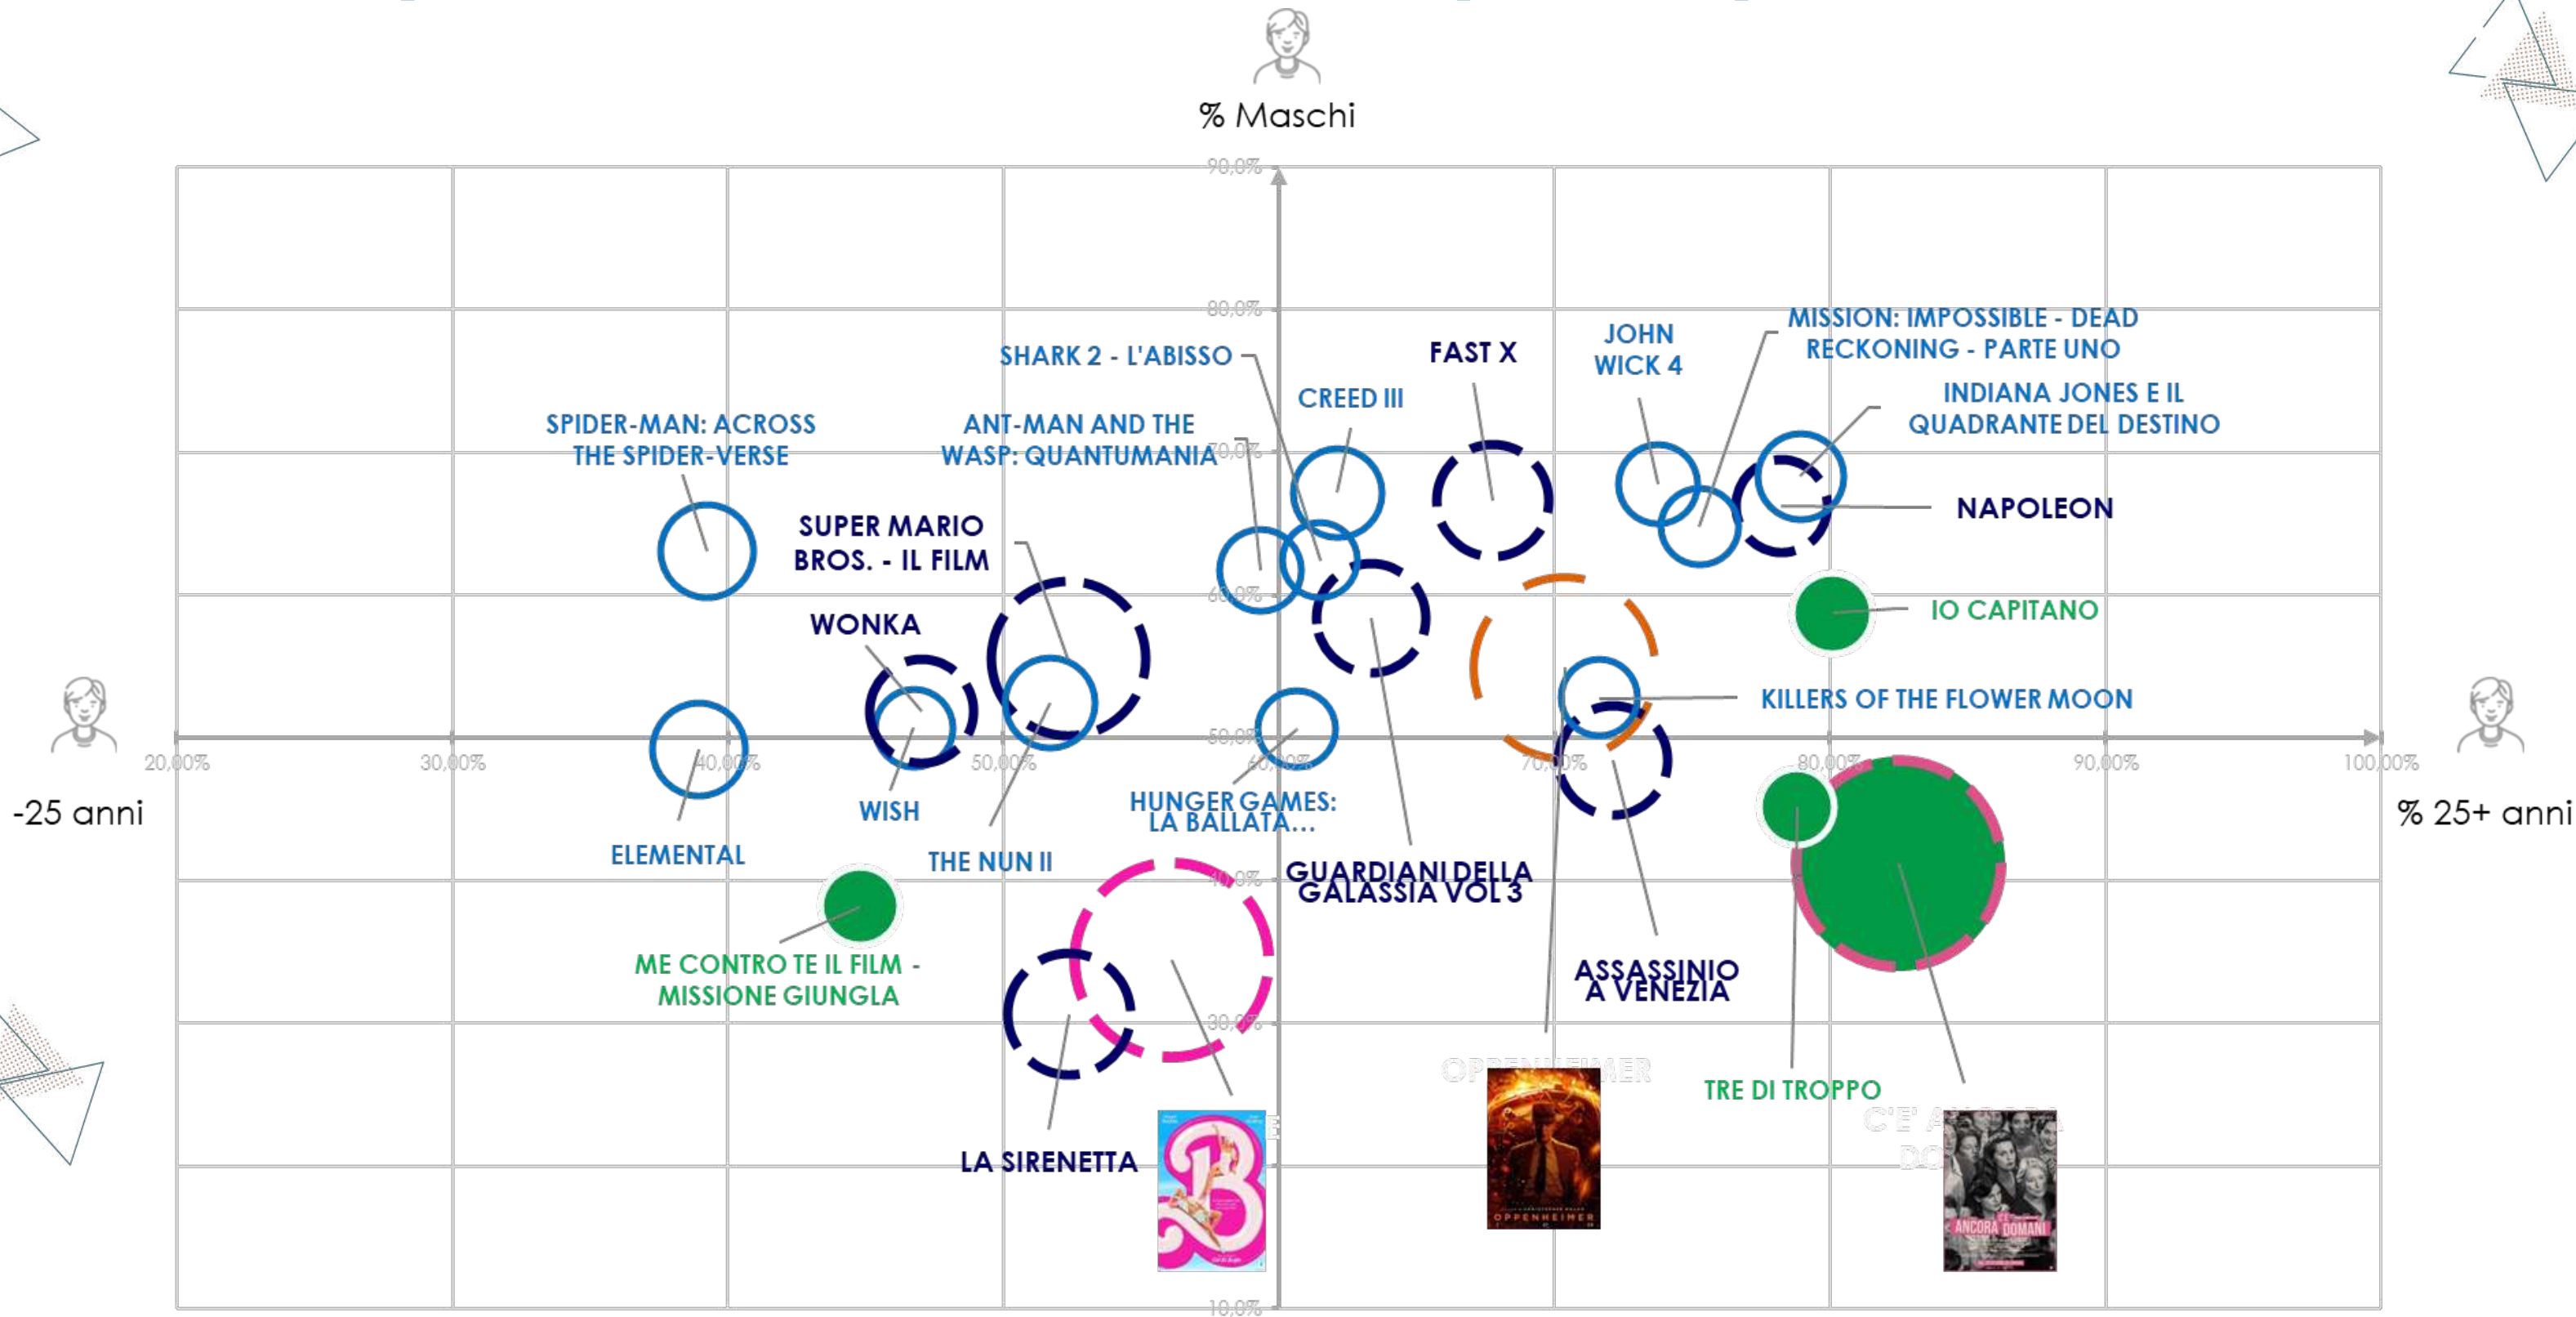 % Maschi
90,0%
80,0%
MISSION: IMPOSSIBLE - DEAD
RECKONING - PARTE UNO
JOHN
WICK 4
FAST X
SHARK 2 - L'ABISSO
INDIANA JONES E IL
QUADRANTE DEL DESTINO
CREED III
SPIDER-MAN: ACROSS
THE SPIDER-VERSE
ANT-MAN AND THE
WASP: QUANTUMANIA
70,0%
NAPOLEON
SUPER MARIO
BROS. - IL FILM
60,0%
IO CAPITANO
WONKA
KILLERS OF THE FLOWER MOON
50,0%
20,00%
30,00%
40,00%
50,00%
60,00%
70,00%
80,00%
90,00%
100,00%
-25 anni
% 25+ anni
WISH
HUNGER GAMES:
LA BALLATA...
ELEMENTAL
THE NUN II
GUARDIANI DELLA
GALASSIA VOL 3
40,0%
ME CONTRO TE IL FILM -
MISSIONE GIUNGLA
ASSASSINIO
A VENEZIA
30,0%
OPPENHEIMER
TRE DI TROPPO
C'E' ANCORA
LA SIRENETTA
B
OPPENHEIMER
C'È
ANCORA DOMANI
10,0%